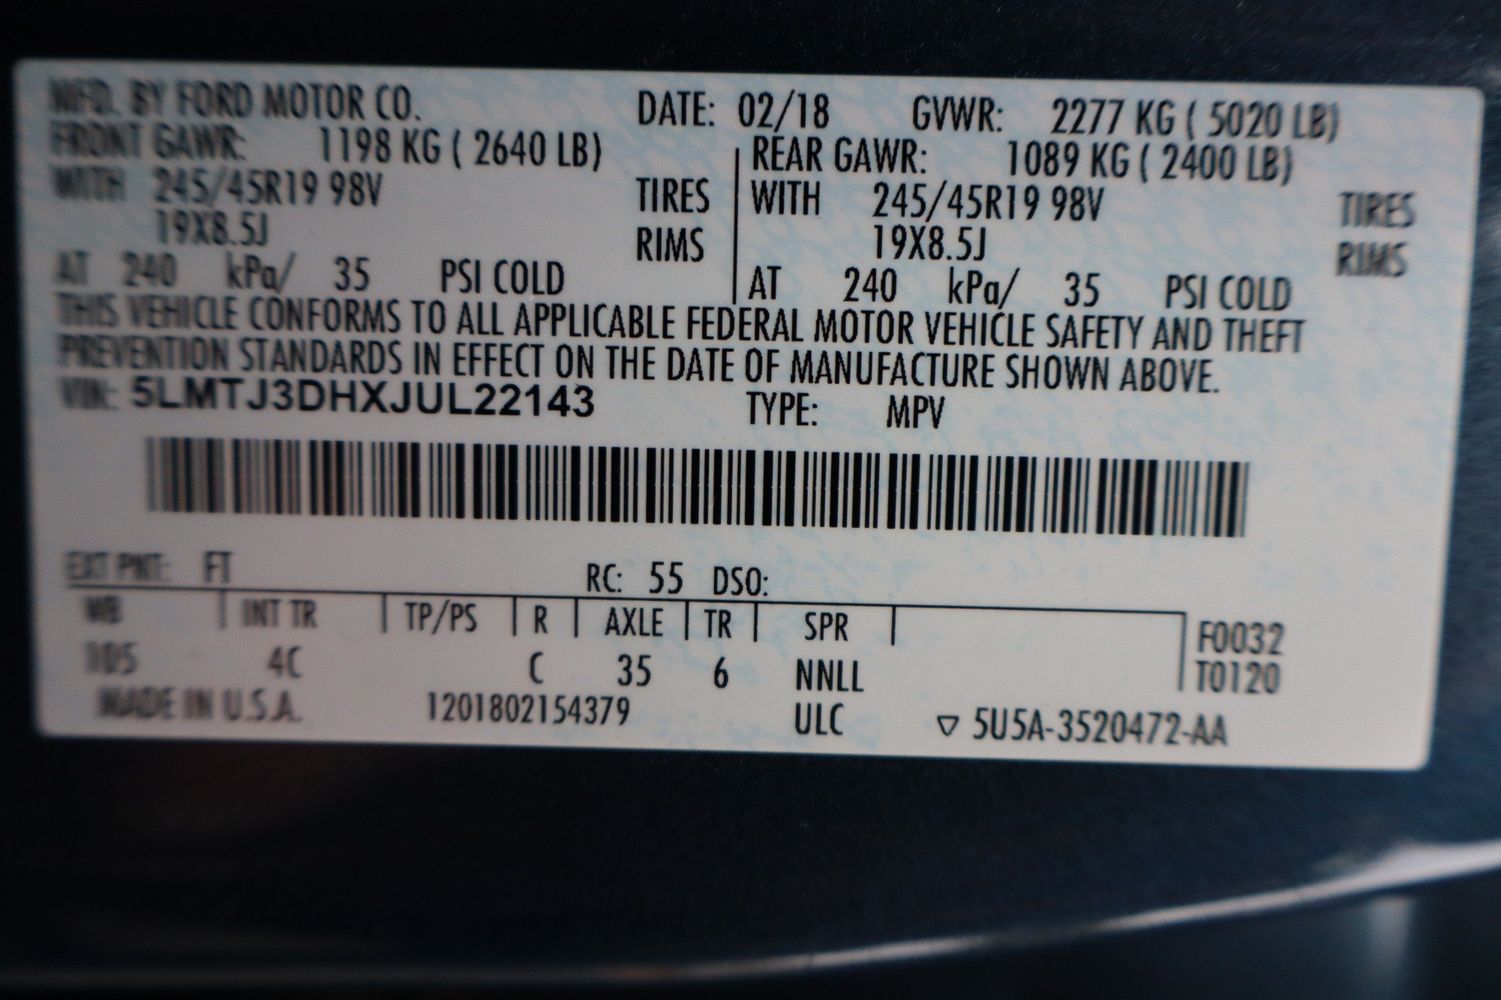 MFD. BY FORD MOTOR CO. DATE: 02/18 GVWR: 2277 KG ( 5020 LB)
FRONT GAWR: 1198 KG ( 2640 LB) REAR GAWR: 1089 KG ( 2400 LB)
WITH 245/45R19 98V TIRES WITH 245/45R19 98V TIRES
19X8.5J RIMS 19X8.5J RIMS
AT 240 kPa/ 35 PSI COLD AT 240 kPa/ 35 PSI COLD
THIS VEHICLE CONFORMS TO ALL APPLICABLE FEDERAL MOTOR VEHICLE SAFETY AND THEFT
PREVENTION STANDARDS IN EFFECT ON THE DATE OF MANUFACTURE SHOWN ABOVE.
VIN: 5LMTJ3DHXJUL22143 TYPE: MPV
EXT PNT: FT RC: 55 DSO:
WB INT TR TP/PS R AXLE TR SPR F0032
105 4C C 35 6 NNLL T0120
MADE IN U.S.A. 1201802154379 ULC ▽ 5U5A-3520472-AA